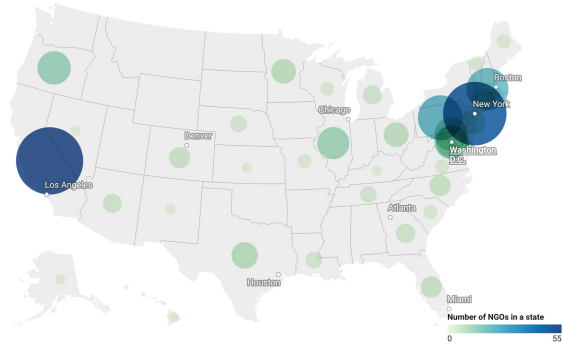 Boston
New York
Chicago
Denver
Washington
D.C.
Los Angeles
Atlanta
Houston
Miami
Number of NGOs in a state
0 55